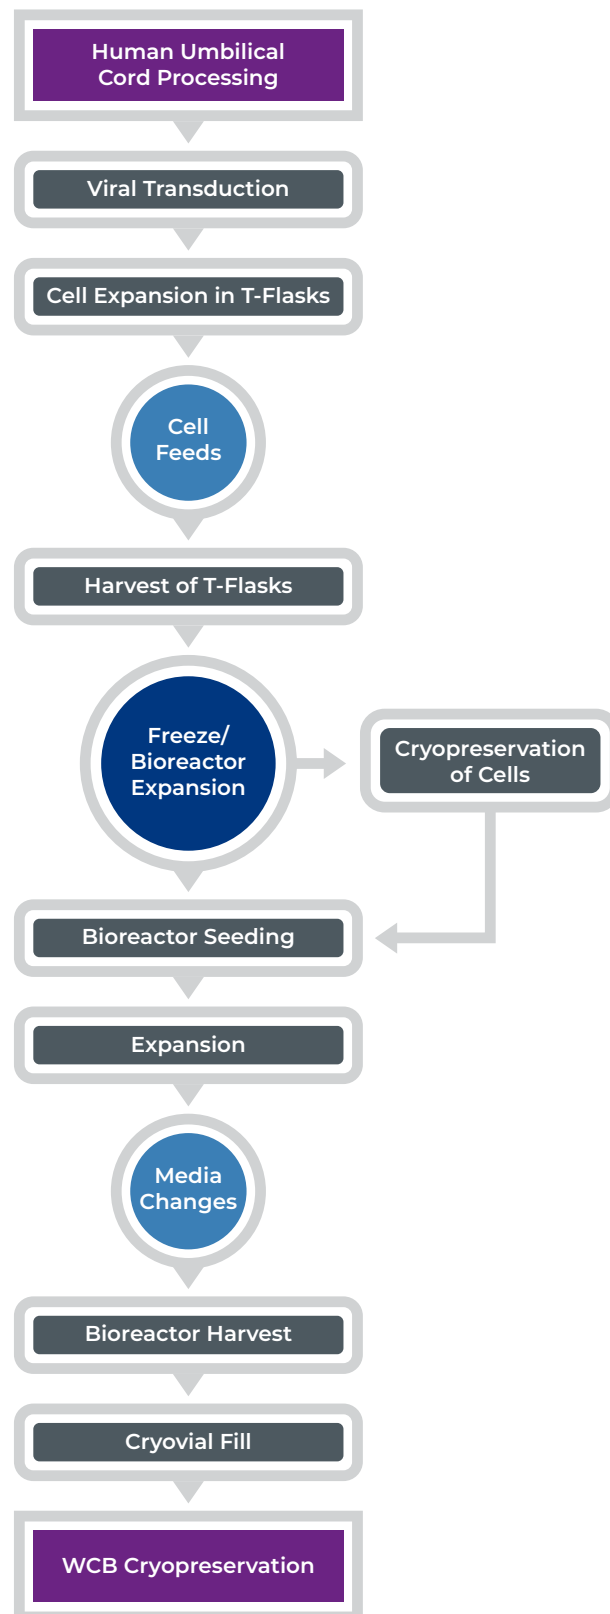 Human Umbilical
Cord Processing
Viral Transduction
Cell Expansion in T-Flasks
Cell
Feeds
Harvest of T-Flasks
Freeze/
Bioreactor
Expansion
Cryopreservation
of Cells
Bioreactor Seeding
Expansion
Media
Changes
Bioreactor Harvest
Cryovial Fill
WCB Cryopreservation